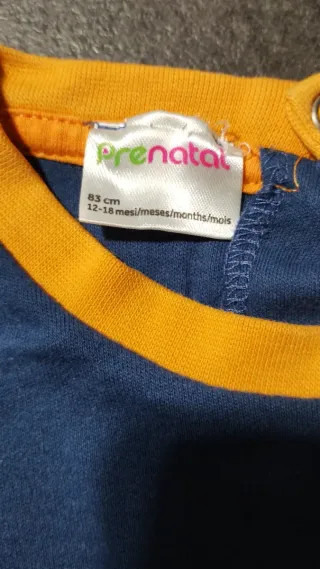 prenatal
83 cm
12-18 mesi/meses/months/mois